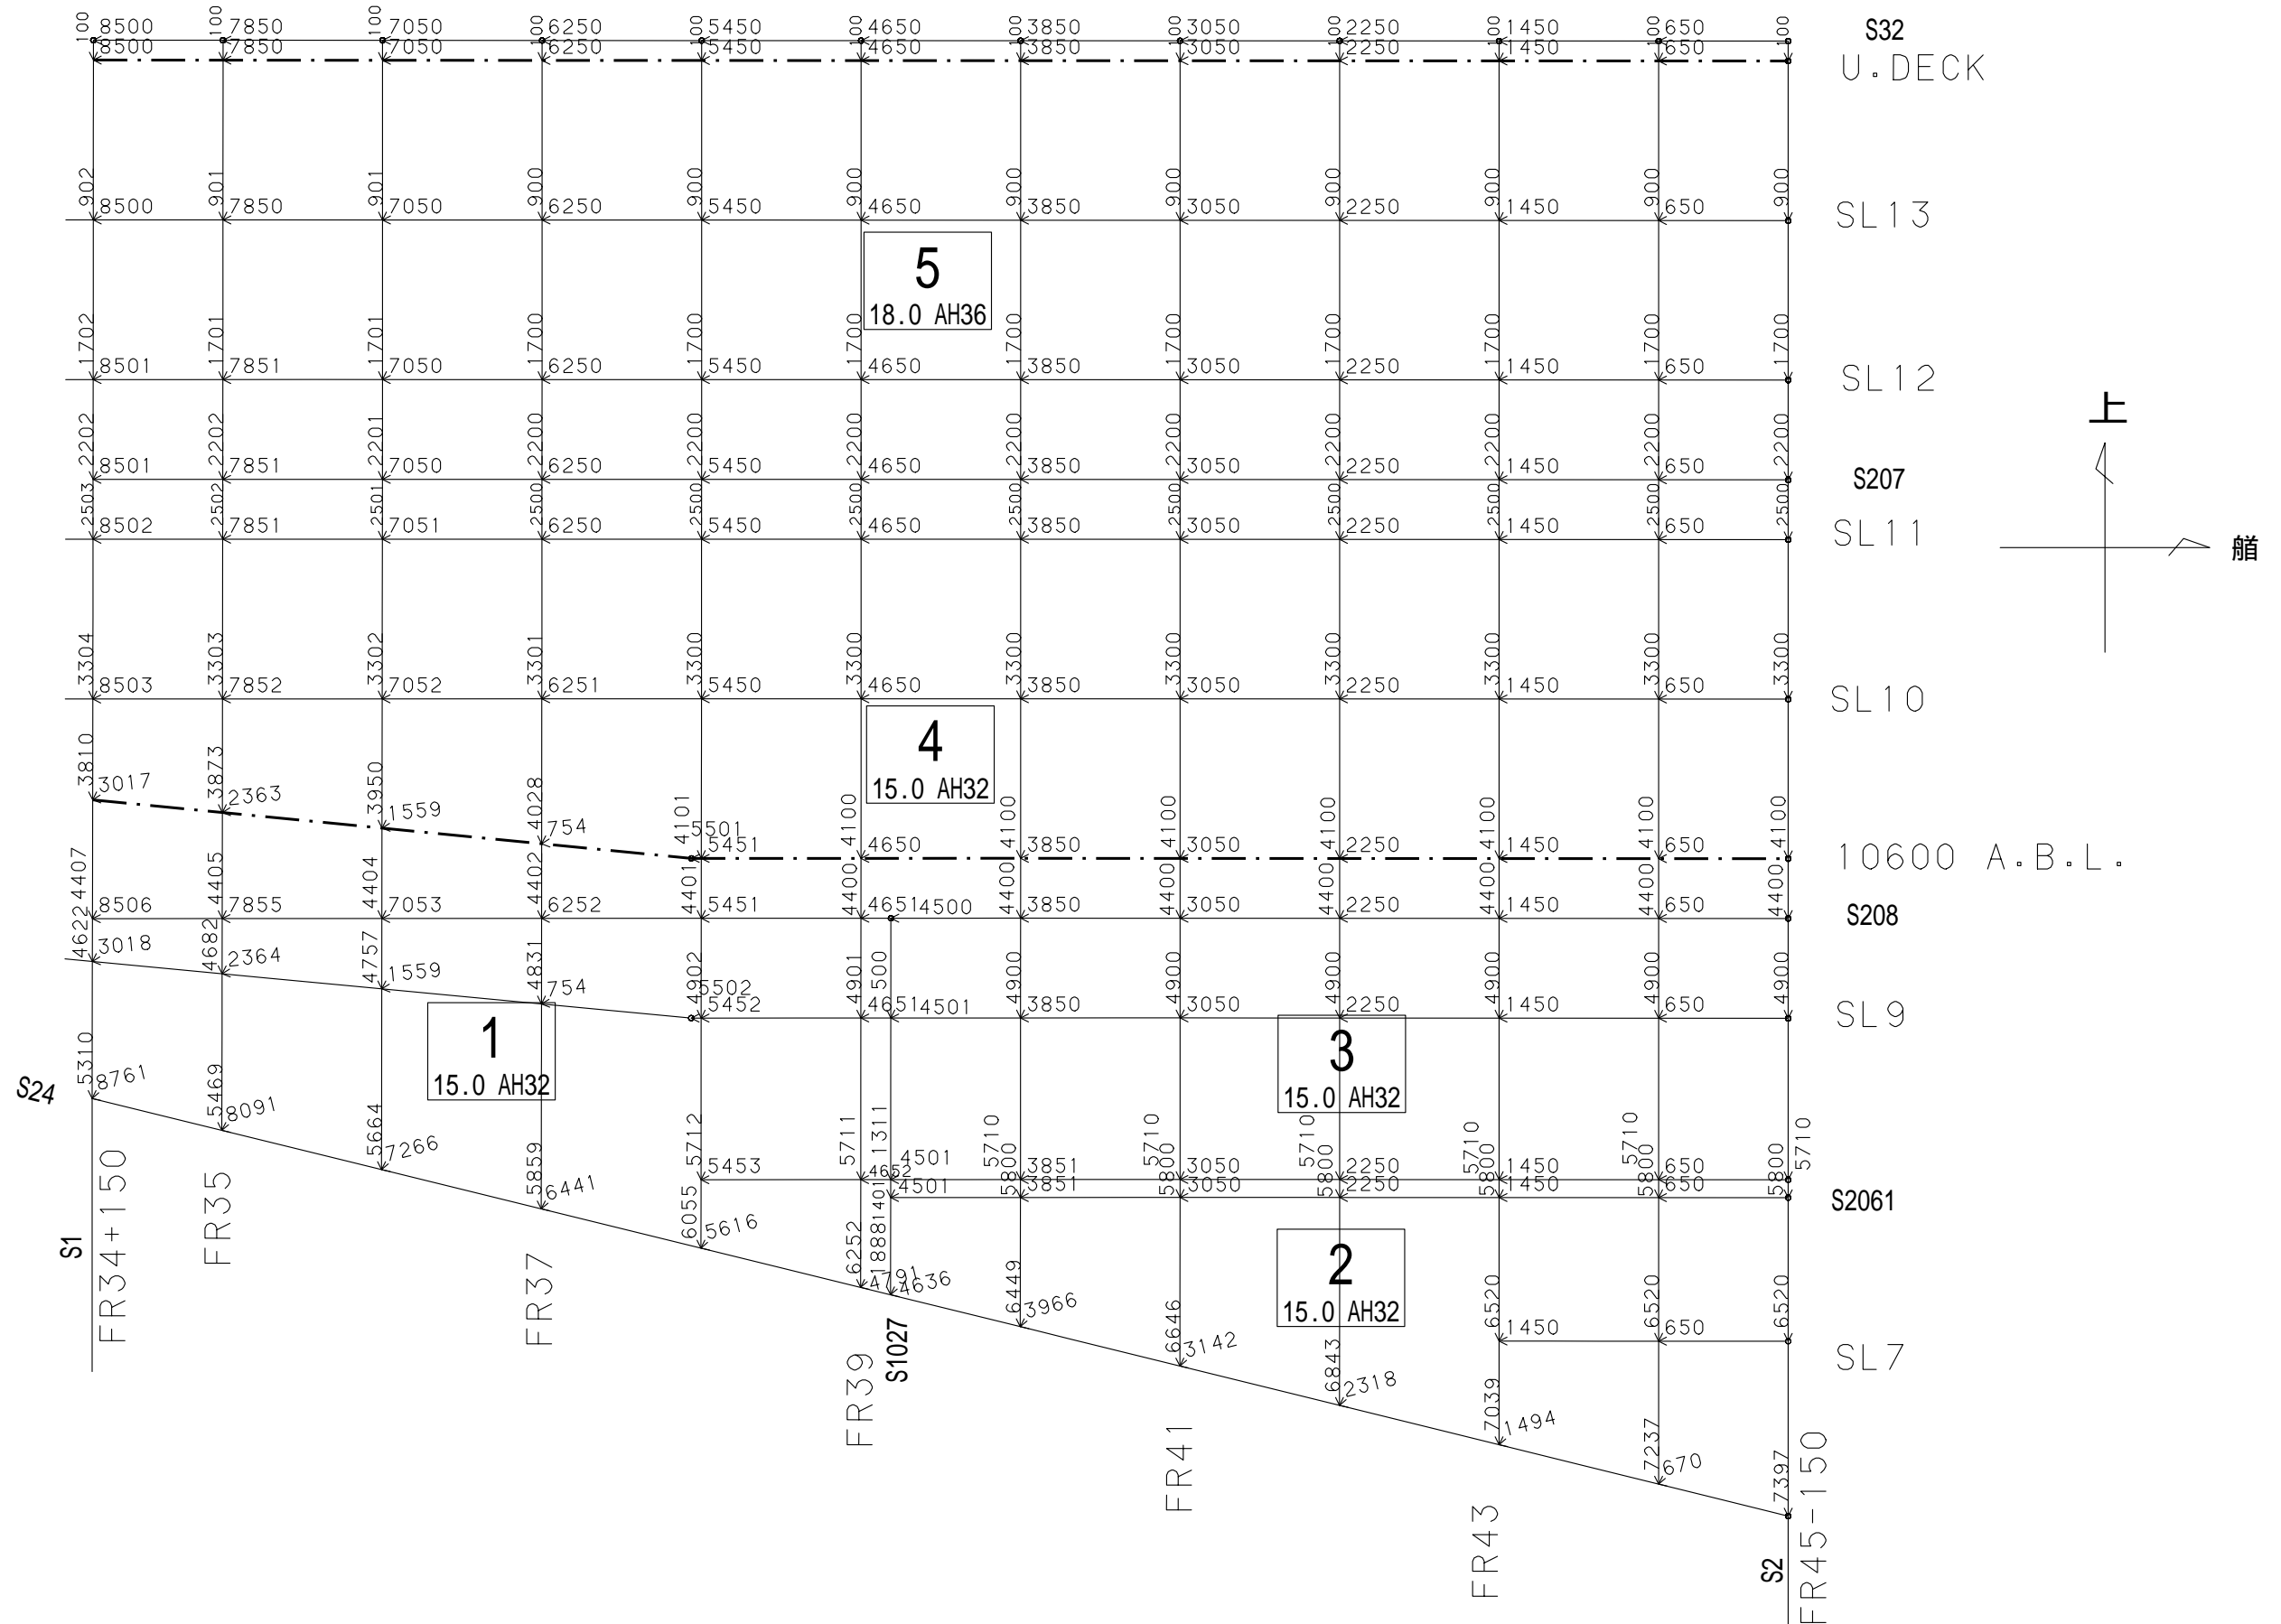 100 100 100 100 100 100 100 100 100 100 100 100
8500 7850 7050 6250 5450 4650 3850 3050 2250 1450 650 S32
8500 7850 7050 6250 5450 4650 3850 3050 2250 1450 650
U.DECK
902 901 901 900 900 900 900 900 900 900 900 900
8500 7850 7050 6250 5450 4650 3850 3050 2250 1450 650 SL13
5
18.0 AH36
1702 1701 1701 1700 1700 1700 1700 1700 1700 1700 1700 1700
8501 7851 7050 6250 5450 4650 3850 3050 2250 1450 650 SL12
上
2202 2202 2201 2200 2200 2200 2200 2200 2200 2200 2200 2200
8501 7851 7050 6250 5450 4650 3850 3050 2250 1450 650 S207
2503 2502 2501 2500 2500 2500 2500 2500 2500 2500 2500 2500
8502 7851 7051 6250 5450 4650 3850 3050 2250 1450 650 SL11
艏
3304 3303 3302 3301 3300 3300 3300 3300 3300 3300 3300 3300
8503 7852 7052 6251 5450 4650 3850 3050 2250 1450 650 SL10
4
15.0 AH32
3810 3873 3950 4028 4101 4100 4100 4100 4100 4100 4100 4100
3017 2363 1559 754 5501
5451 4650 3850 3050 2250 1450 650 10600 A.B.L.
4407 4405 4404 4402 4401 4400 4400 4400 4400 4400 4400 4400
8506 7855 7053 6252 5451 4651 4500 3850 3050 2250 1450 650 S208
4622 4682 4757 4831 4902 4901 500 4900 4900 4900 4900 4900 4900
3018 2364 1559 754 5502
5452 4651 4501 3850 3050 2250 1450 650 SL9
1
15.0 AH32
3
15.0 AH32
5310 5469 5664 5859 5712 5711 1311 5710 5710 5710 5710 5710 5710
S24 8761 8091 7266 6441
5453 4652 4501 3851 3050 2250 1450 650
1401 5800 5800 5800 5800 5800 5800
4501 3851 3050 2250 1450 650 S2061
6055 6252 1888 6449 6646 6843 6520 6520 6520
5616 4791 4636 3966 3142 2318
2
15.0 AH32
1450 650 SL7
7039 7237 7397
1494 670
S1
FR34+150
FR35
FR37
FR39
S1027
FR41
FR43
S2
FR45-150